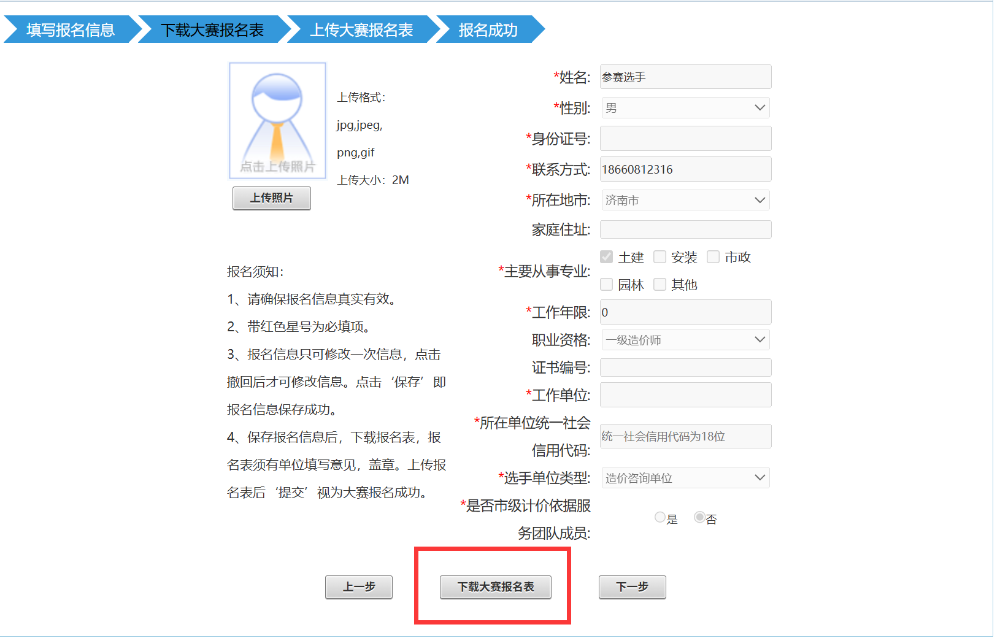 填写报名信息 下载大赛报名表 上传大赛报名表 报名成功
点击上传照片
上传照片
上传格式：
jpg,jpeg,
png,gif
上传大小：2M
报名须知：
1、请确保报名信息真实有效。
2、带红色星号为必填项。
3、报名信息只可修改一次信息，点击
撤回后才可修改信息。点击‘保存’即
报名信息保存成功。
4、保存报名信息后，下载报名表，报
名表须有单位填写意见，盖章。上传报
名表后‘提交’视为大赛报名成功。
*姓名: 参赛选手
*性别: 男
*身份证号:
*联系方式: 18660812316
*所在地市: 济南市
家庭住址:
*主要从事专业: 土建 安装 市政
园林 其他
*工作年限: 0
职业资格: 一级造价师
证书编号:
*工作单位:
*所在单位统一社会
信用代码: 统一社会信用代码为18位
*选手单位类型: 造价咨询单位
*是否市级计价依据服
务团队成员: 是 否
上一步 下载大赛报名表 下一步